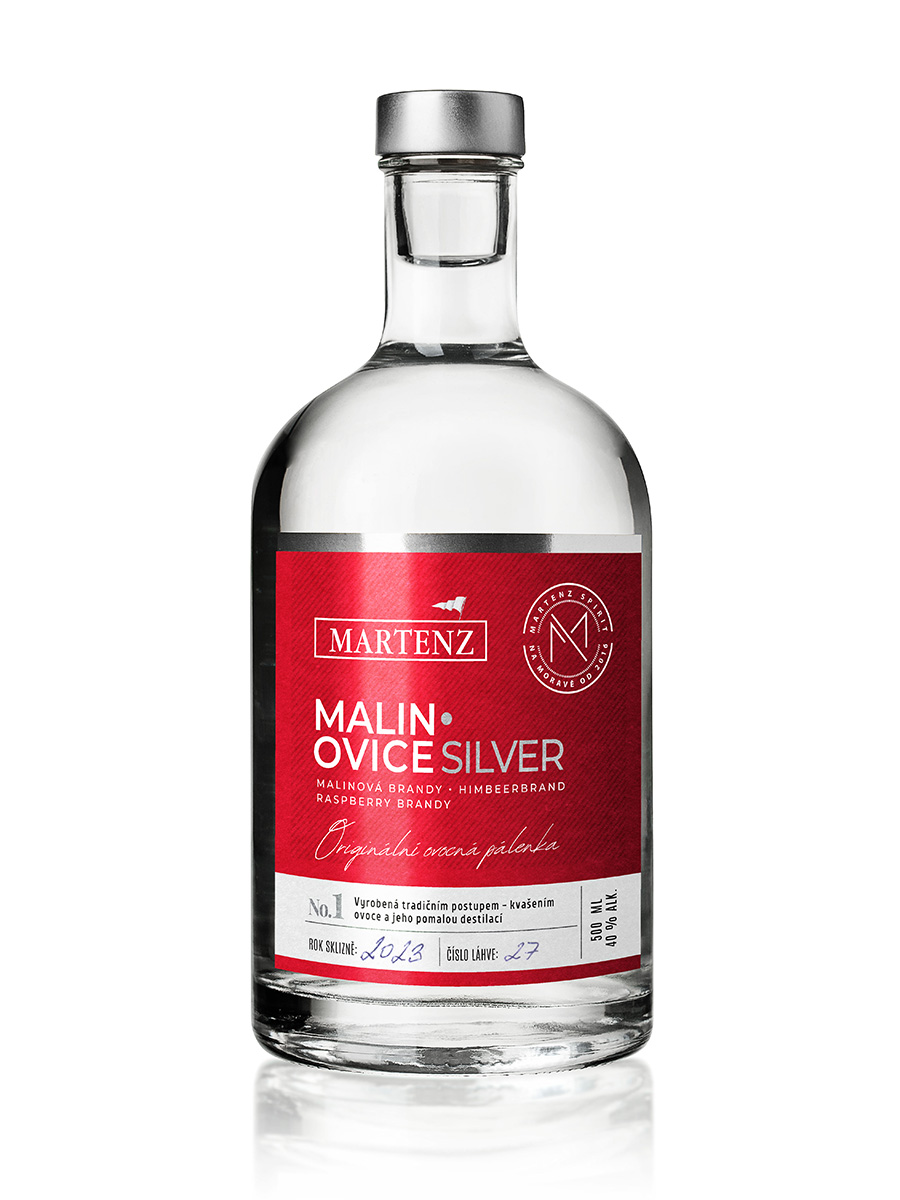 MARTENZ
MARTENZ SPIRIT
NA MORAVĚ OD 2016
MALIN•
OVICE SILVER
MALINOVÁ BRANDY • HIMBEERBRAND
RASPBERRY BRANDY
Originální ovocná pálenka
No.1
Vyrobená tradičním postupem – kvašením
ovoce a jeho pomalou destilací
ROK SKLIZNĚ: 2023
ČÍSLO LÁHVE: 27
500 ML
40 % ALK.